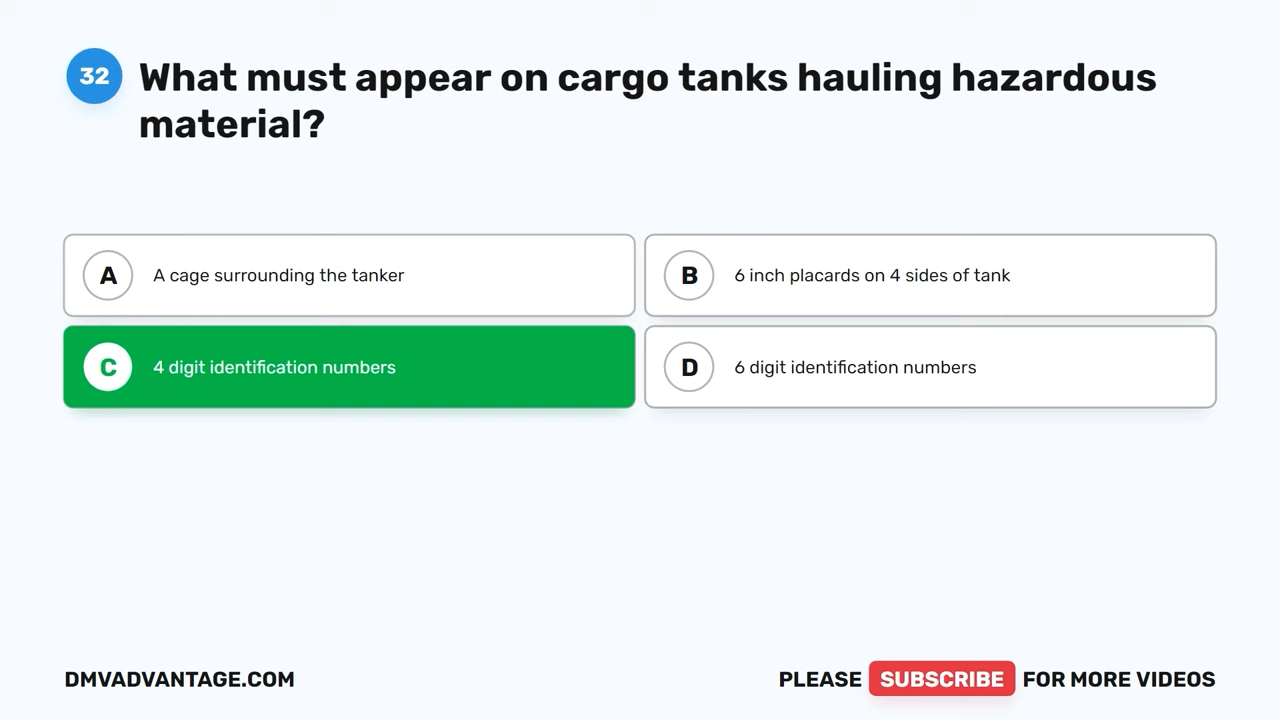 32
What must appear on cargo tanks hauling hazardous
material?
A A cage surrounding the tanker
B 6 inch placards on 4 sides of tank
C 4 digit identification numbers
D 6 digit identification numbers
DMVADVANTAGE.COM
PLEASE SUBSCRIBE FOR MORE VIDEOS